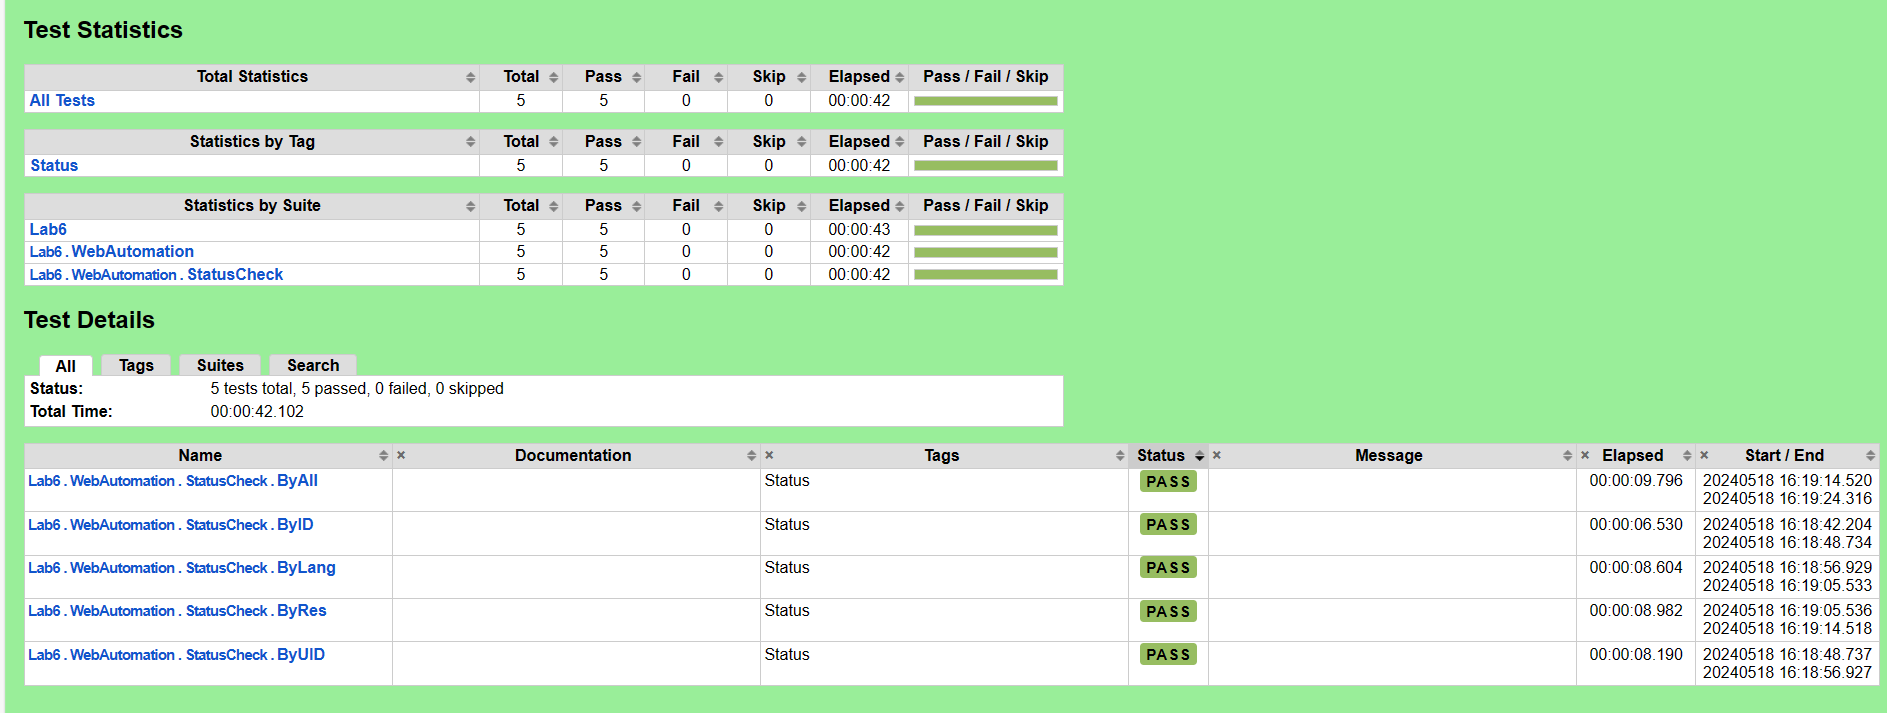 Test Statistics
Total Statistics Total Pass Fail Skip Elapsed Pass / Fail / Skip
All Tests 5 5 0 0 00:00:42
Statistics by Tag Total Pass Fail Skip Elapsed Pass / Fail / Skip
Status 5 5 0 0 00:00:42
Statistics by Suite Total Pass Fail Skip Elapsed Pass / Fail / Skip
Lab6 5 5 0 0 00:00:43
Lab6 . WebAutomation 5 5 0 0 00:00:42
Lab6 . WebAutomation . StatusCheck 5 5 0 0 00:00:42
Test Details
All Tags Suites Search
Status: 5 tests total, 5 passed, 0 failed, 0 skipped
Total Time: 00:00:42.102
Name × Documentation × Tags Status × Message × Elapsed × Start / End
Lab6 . WebAutomation . StatusCheck . ByAll Status PASS 00:00:09.796 20240518 16:19:14.520
20240518 16:19:24.316
Lab6 . WebAutomation . StatusCheck . ByID Status PASS 00:00:06.530 20240518 16:18:42.204
20240518 16:18:48.734
Lab6 . WebAutomation . StatusCheck . ByLang Status PASS 00:00:08.604 20240518 16:18:56.929
20240518 16:19:05.533
Lab6 . WebAutomation . StatusCheck . ByRes Status PASS 00:00:08.982 20240518 16:19:05.536
20240518 16:19:14.518
Lab6 . WebAutomation . StatusCheck . ByUID Status PASS 00:00:08.190 20240518 16:18:48.737
20240518 16:18:56.927